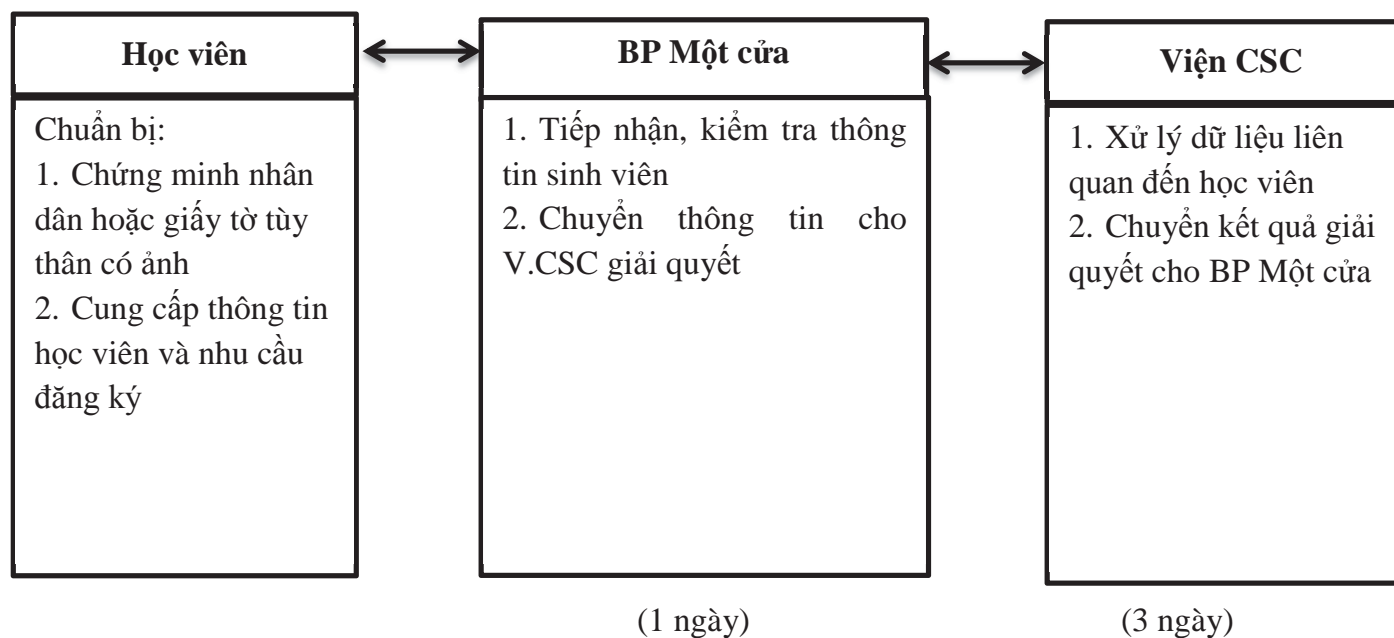 Học viên
Chuẩn bị:
1. Chứng minh nhân
dân hoặc giấy tờ tùy
thân có ảnh
2. Cung cấp thông tin
học viên và nhu cầu
đăng ký
BP Một cửa
1. Tiếp nhận, kiểm tra thông
tin sinh viên
2. Chuyển thông tin cho
V.CSC giải quyết
(1 ngày)
Viện CSC
1. Xử lý dữ liệu liên
quan đến học viên
2. Chuyển kết quả giải
quyết cho BP Một cửa
(3 ngày)